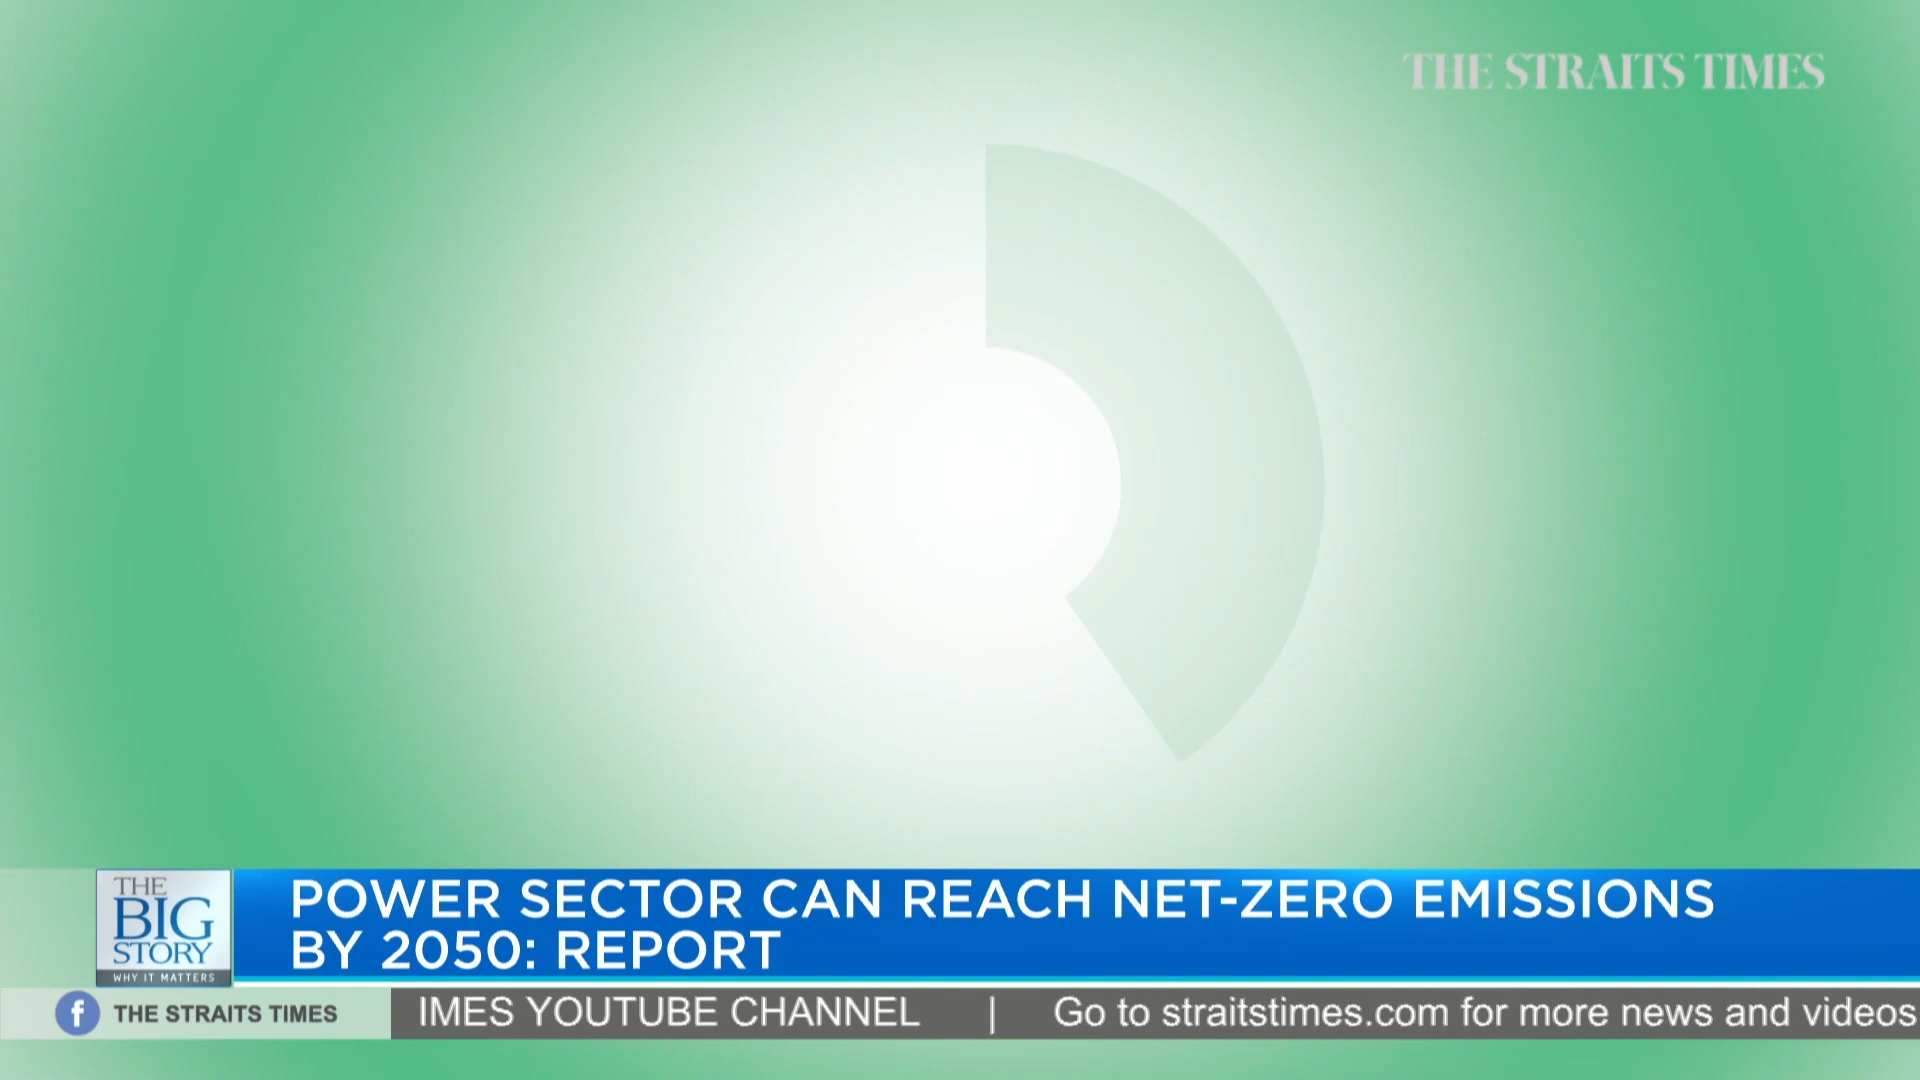 THE STRAITS TIMES
THE
BIG
STORY
WHY IT MATTERS
POWER SECTOR CAN REACH NET-ZERO EMISSIONS
BY 2050: REPORT
f THE STRAITS TIMES
IMES YOUTUBE CHANNEL | Go to straitstimes.com for more news and videos